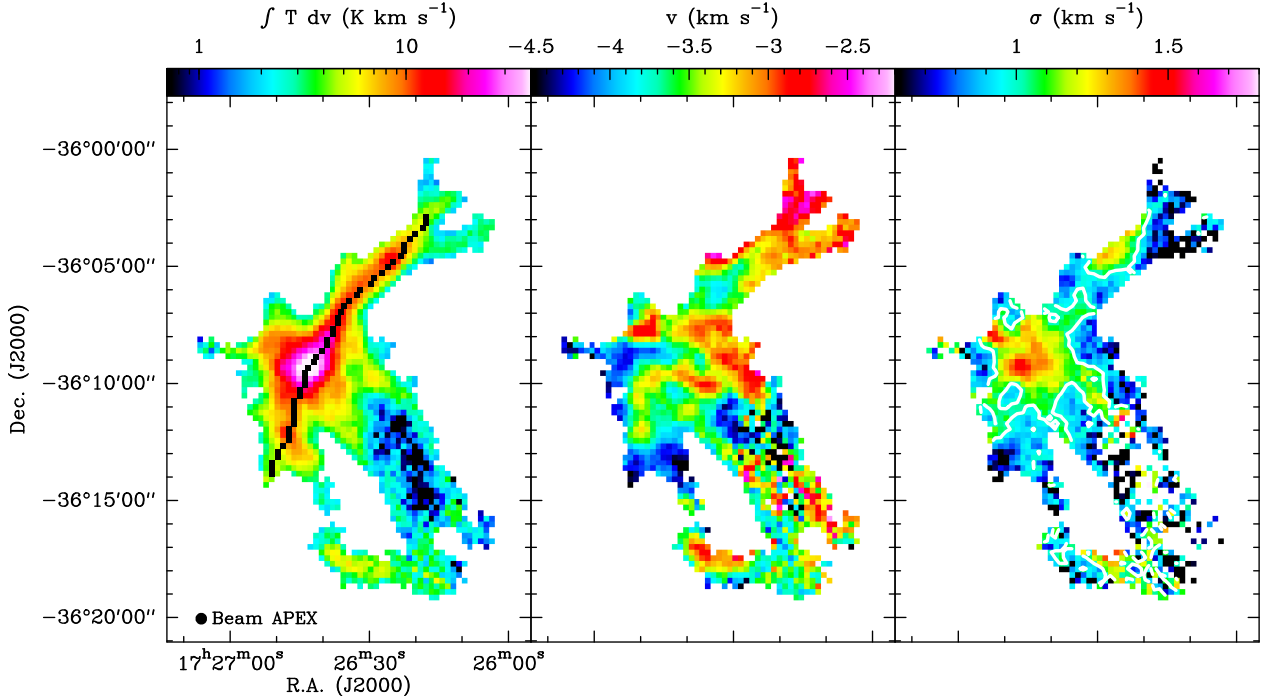 ∫ T dv (K km s⁻¹) v (km s⁻¹) σ (km s⁻¹)
1 10 −4.5 −4 −3.5 −3 −2.5 1 1.5
−36°00'00''
−36°05'00''
−36°10'00''
−36°15'00''
−36°20'00''
Dec. (J2000)
Beam APEX
17ʰ27ᵐ00ˢ 26ᵐ30ˢ 26ᵐ00ˢ
R.A. (J2000)